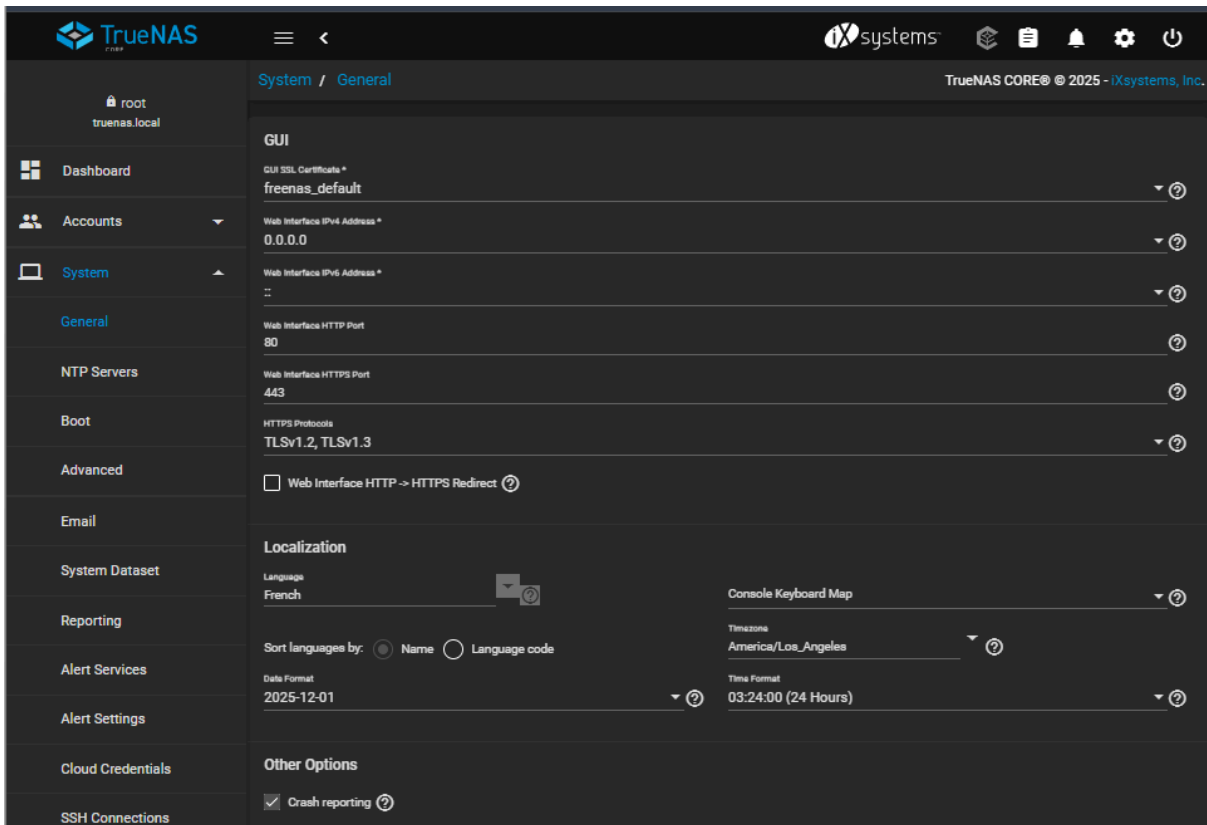 TrueNAS
CORE
iXsystems
System / General
TrueNAS CORE® © 2025 - iXsystems, Inc.
root
truenas.local
Dashboard
Accounts
System
General
NTP Servers
Boot
Advanced
Email
System Dataset
Reporting
Alert Services
Alert Settings
Cloud Credentials
SSH Connections
GUI
GUI SSL Certificate *
freenas_default
Web Interface IPv4 Address *
0.0.0.0
Web Interface IPv6 Address *
::
Web Interface HTTP Port
80
Web Interface HTTPS Port
443
HTTPS Protocols
TLSv1.2, TLSv1.3
Web Interface HTTP -> HTTPS Redirect
Localization
Language
French
Console Keyboard Map
Sort languages by: Name Language code
Timezone
America/Los_Angeles
Date Format
2025-12-01
Time Format
03:24:00 (24 Hours)
Other Options
Crash reporting